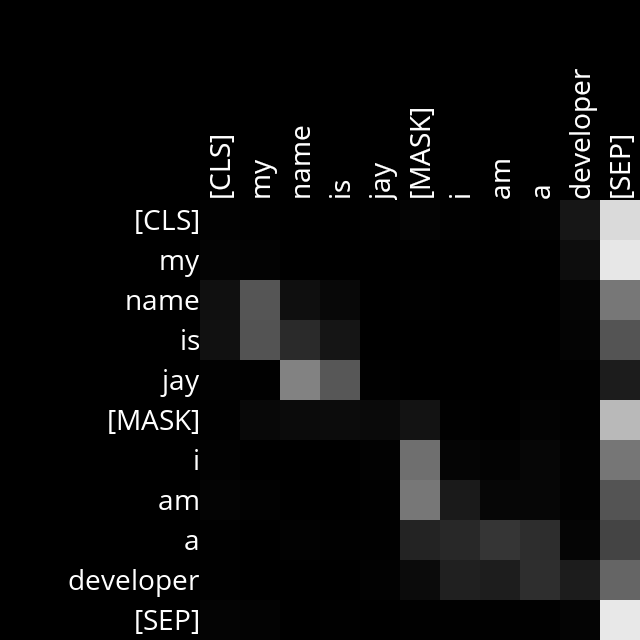 [CLS] my name is jay [MASK] i am a developer [SEP]
[CLS]
my
name
is
jay
[MASK]
i
am
a
developer
[SEP]